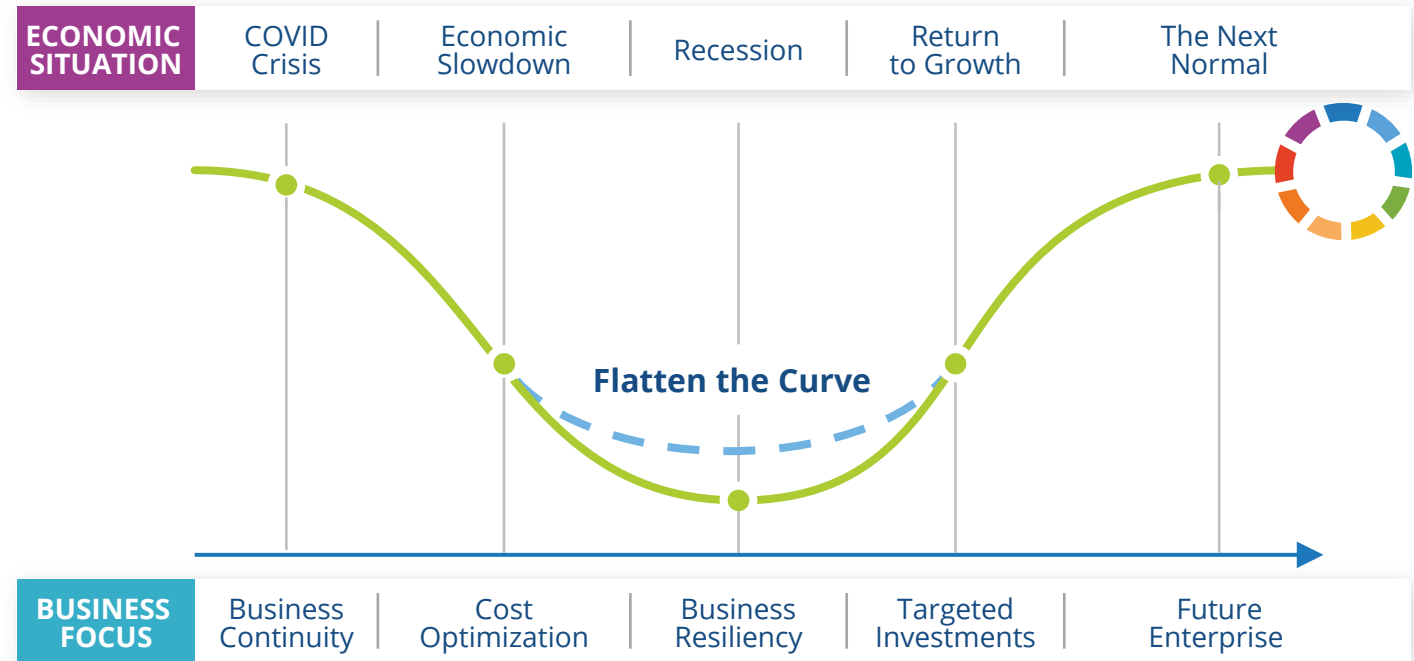 ECONOMIC
SITUATION
COVID
Crisis
Economic
Slowdown
Recession
Return
to Growth
The Next
Normal
Flatten the Curve
BUSINESS
FOCUS
Business
Continuity
Cost
Optimization
Business
Resiliency
Targeted
Investments
Future
Enterprise